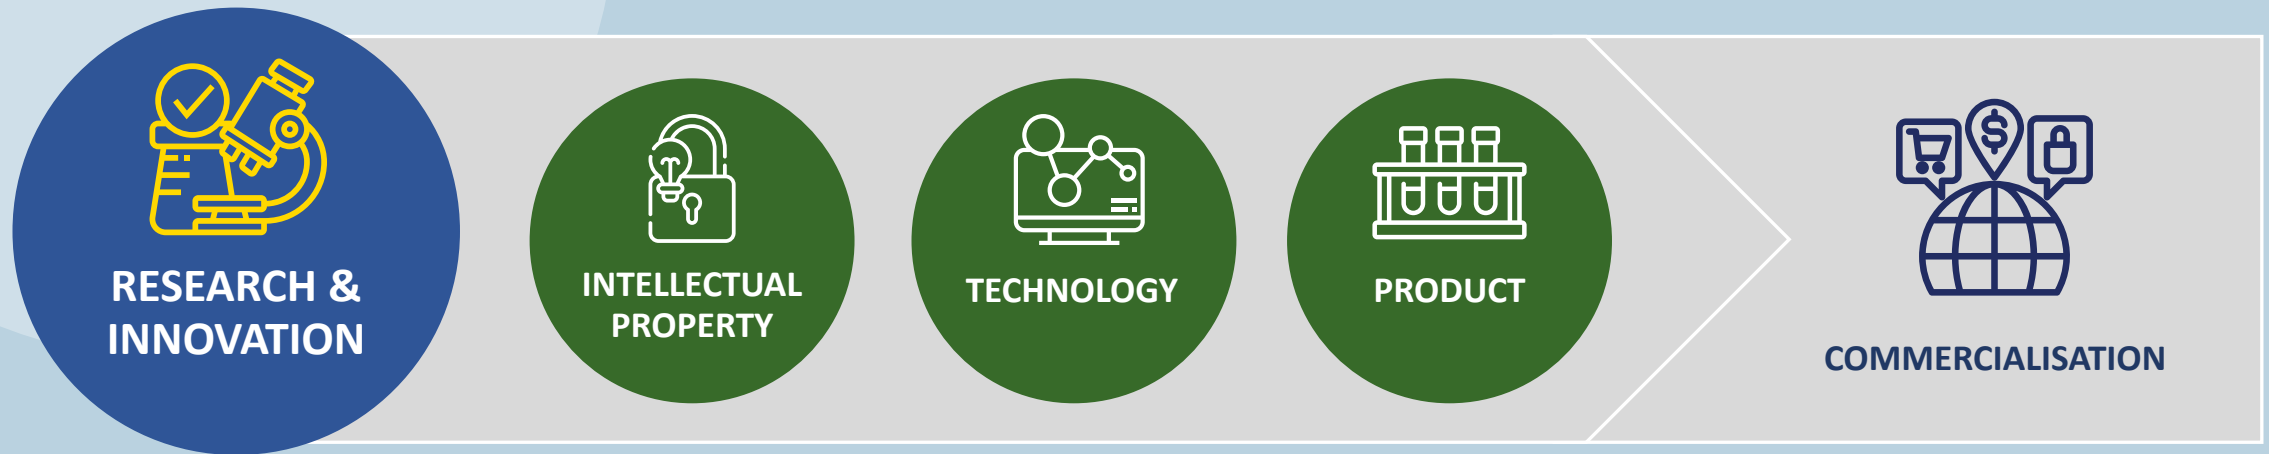 RESEARCH &
INNOVATION
INTELLECTUAL
PROPERTY
TECHNOLOGY
PRODUCT
$
COMMERCIALISATION